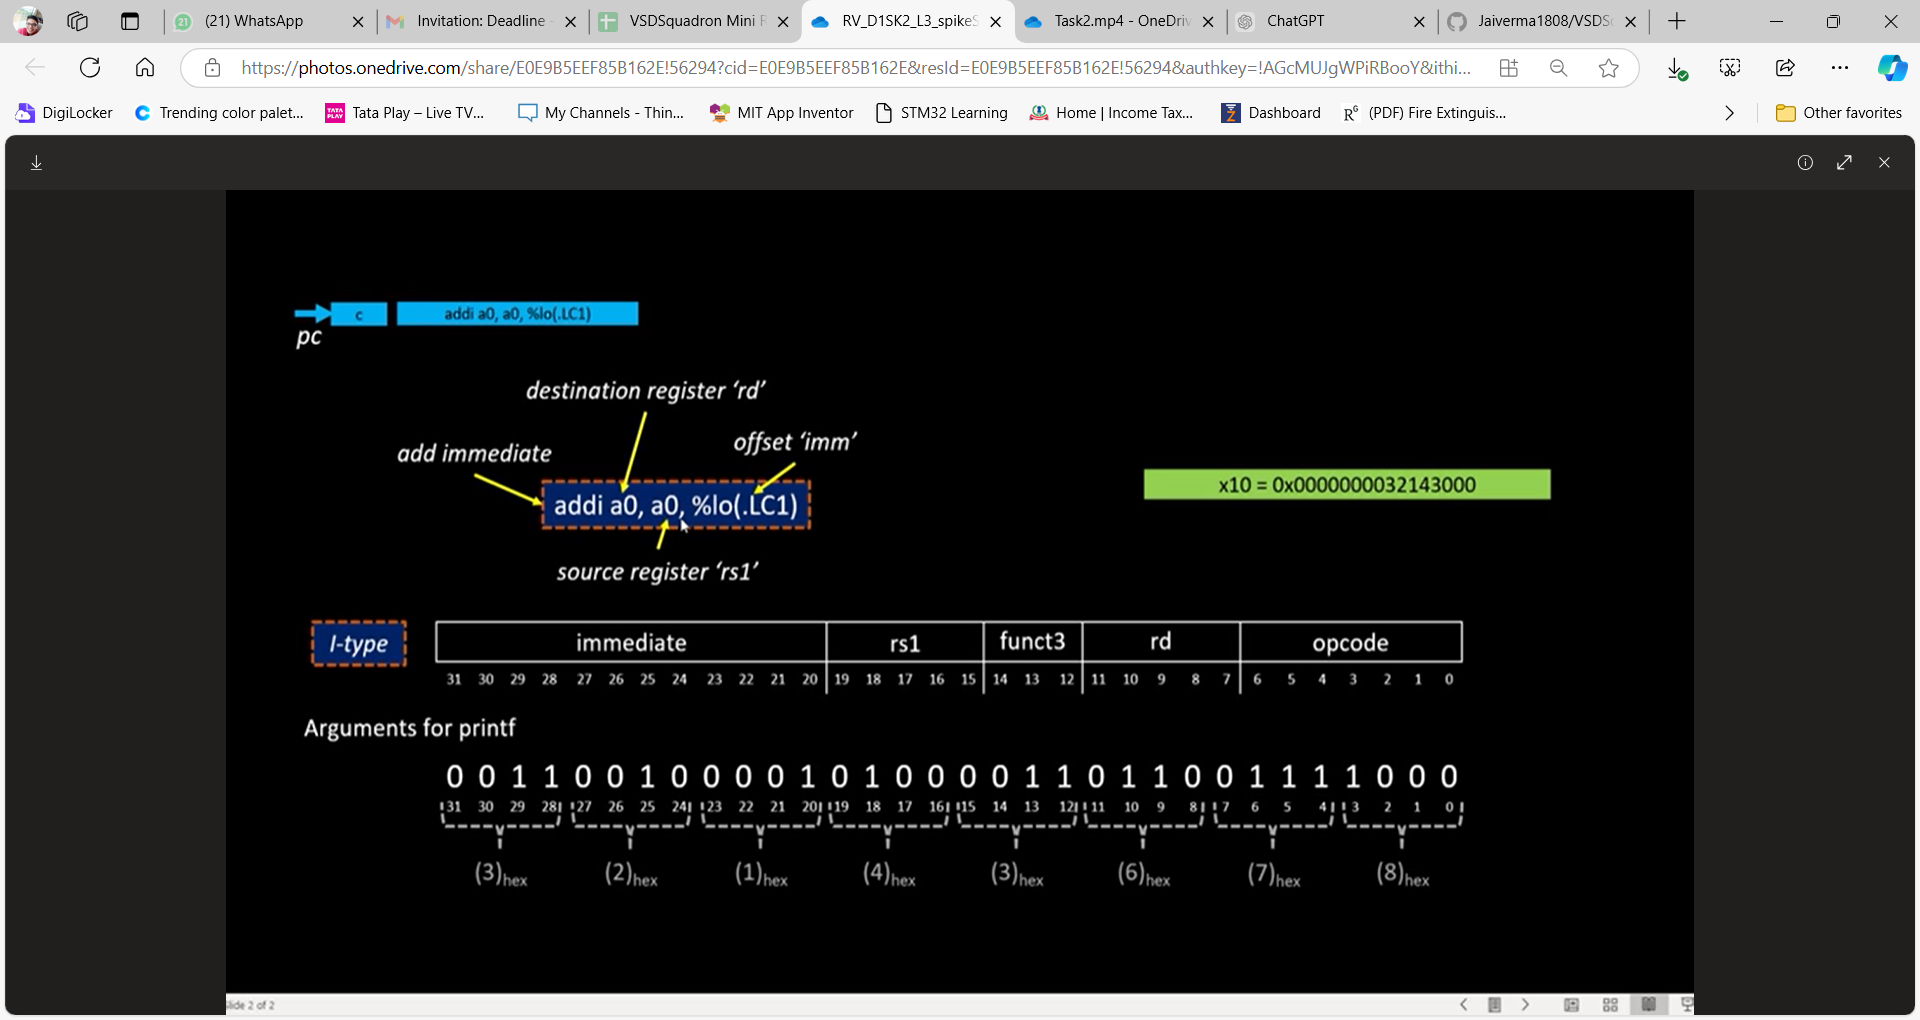 (21) WhatsApp
Invitation: Deadline -
VSDSquadron Mini F
RV_D1SK2_L3_spikeS
Task2.mp4 - OneDriv
ChatGPT
Jaiverma1808/VSDSc
https://photos.onedrive.com/share/E0E9B5EEF85B162E!56294?cid=E0E9B5EEF85B162E&resId=E0E9B5EEF85B162E!56294&authkey=!AGcMUJgWPiRBooY&ithi...
DigiLocker
Trending color palet...
TATA PLAY
Tata Play – Live TV...
My Channels - Thin...
MIT App Inventor
STM32 Learning
Home | Income Tax...
Dashboard
(PDF) Fire Extinguis...
Other favorites
c
addi a0, a0, %lo(.LC1)
pc
destination register ‘rd’
add immediate
offset ‘imm’
addi a0, a0, %lo(.LC1)
x10 = 0x0000000032143000
source register ‘rs1’
I-type immediate rs1 funct3 rd opcode
31 30 29 28 27 26 25 24 23 22 21 20 19 18 17 16 15 14 13 12 11 10 9 8 7 6 5 4 3 2 1 0
Arguments for printf
0 0 1 1 0 0 1 0 0 0 0 1 0 1 0 0 0 0 1 1 0 1 1 0 0 1 1 1 1 0 0 0
31 30 29 28 27 26 25 24 23 22 21 20 19 18 17 16 15 14 13 12 11 10 9 8 7 6 5 4 3 2 1 0
(3)hex (2)hex (1)hex (4)hex (3)hex (6)hex (7)hex (8)hex
Slide 2 of 2